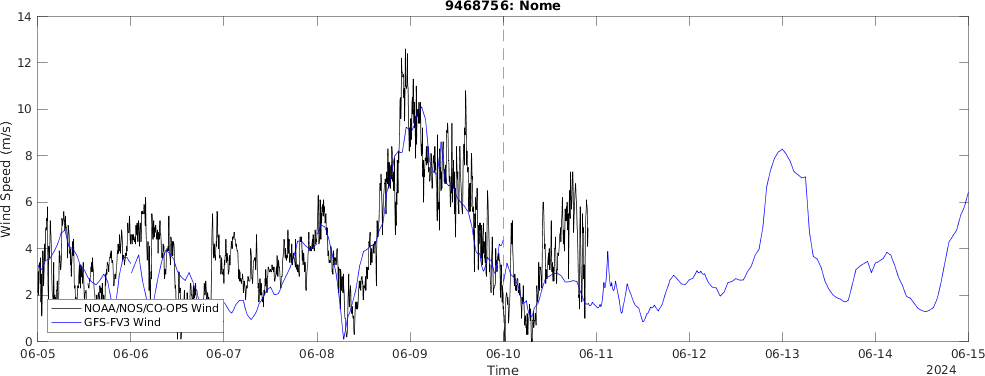 9468756: Nome
14
12
10
8
6
4
2
0
Wind Speed (m/s)
NOAA/NOS/CO-OPS Wind
GFS-FV3 Wind
06-05 06-06 06-07 06-08 06-09 06-10 06-11 06-12 06-13 06-14 06-15
Time
2024